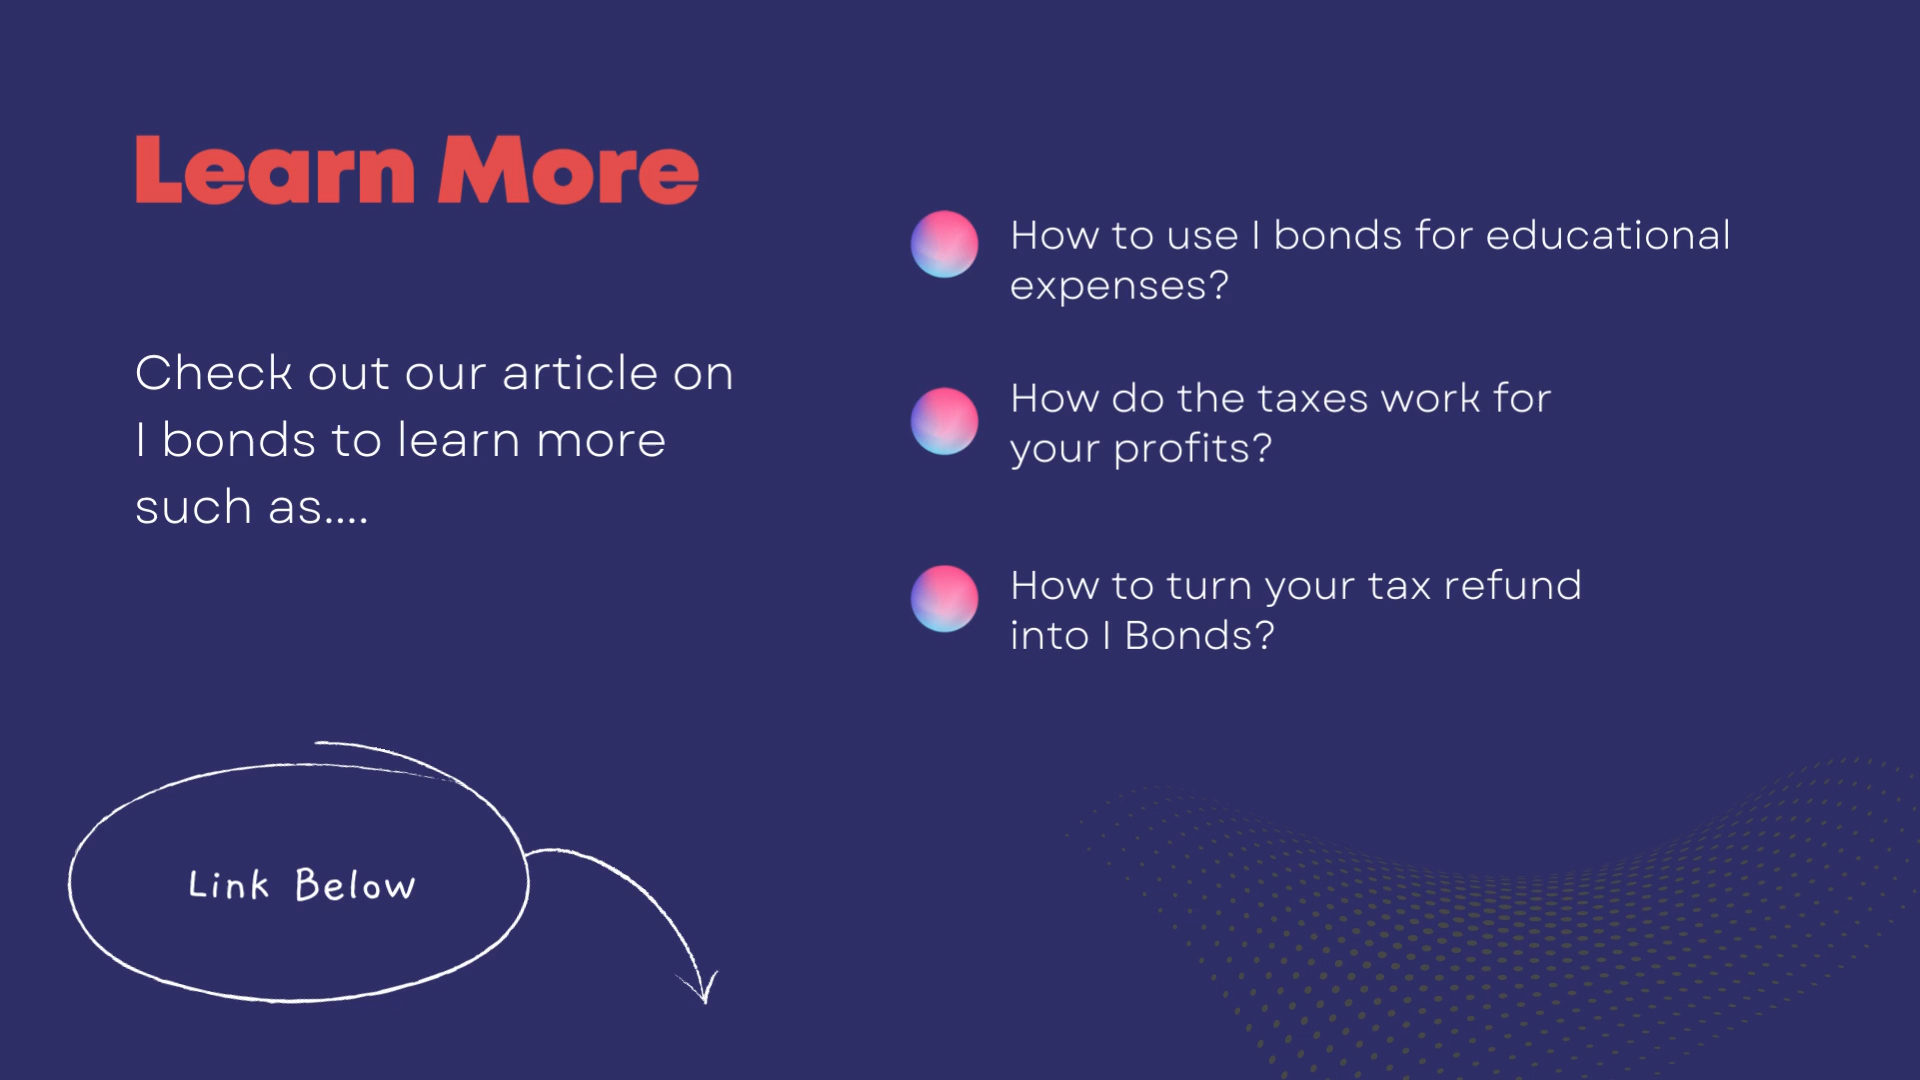 Learn More
Check out our article on
I bonds to learn more
such as....
How to use I bonds for educational
expenses?
How do the taxes work for
your profits?
How to turn your tax refund
into I Bonds?
Link Below